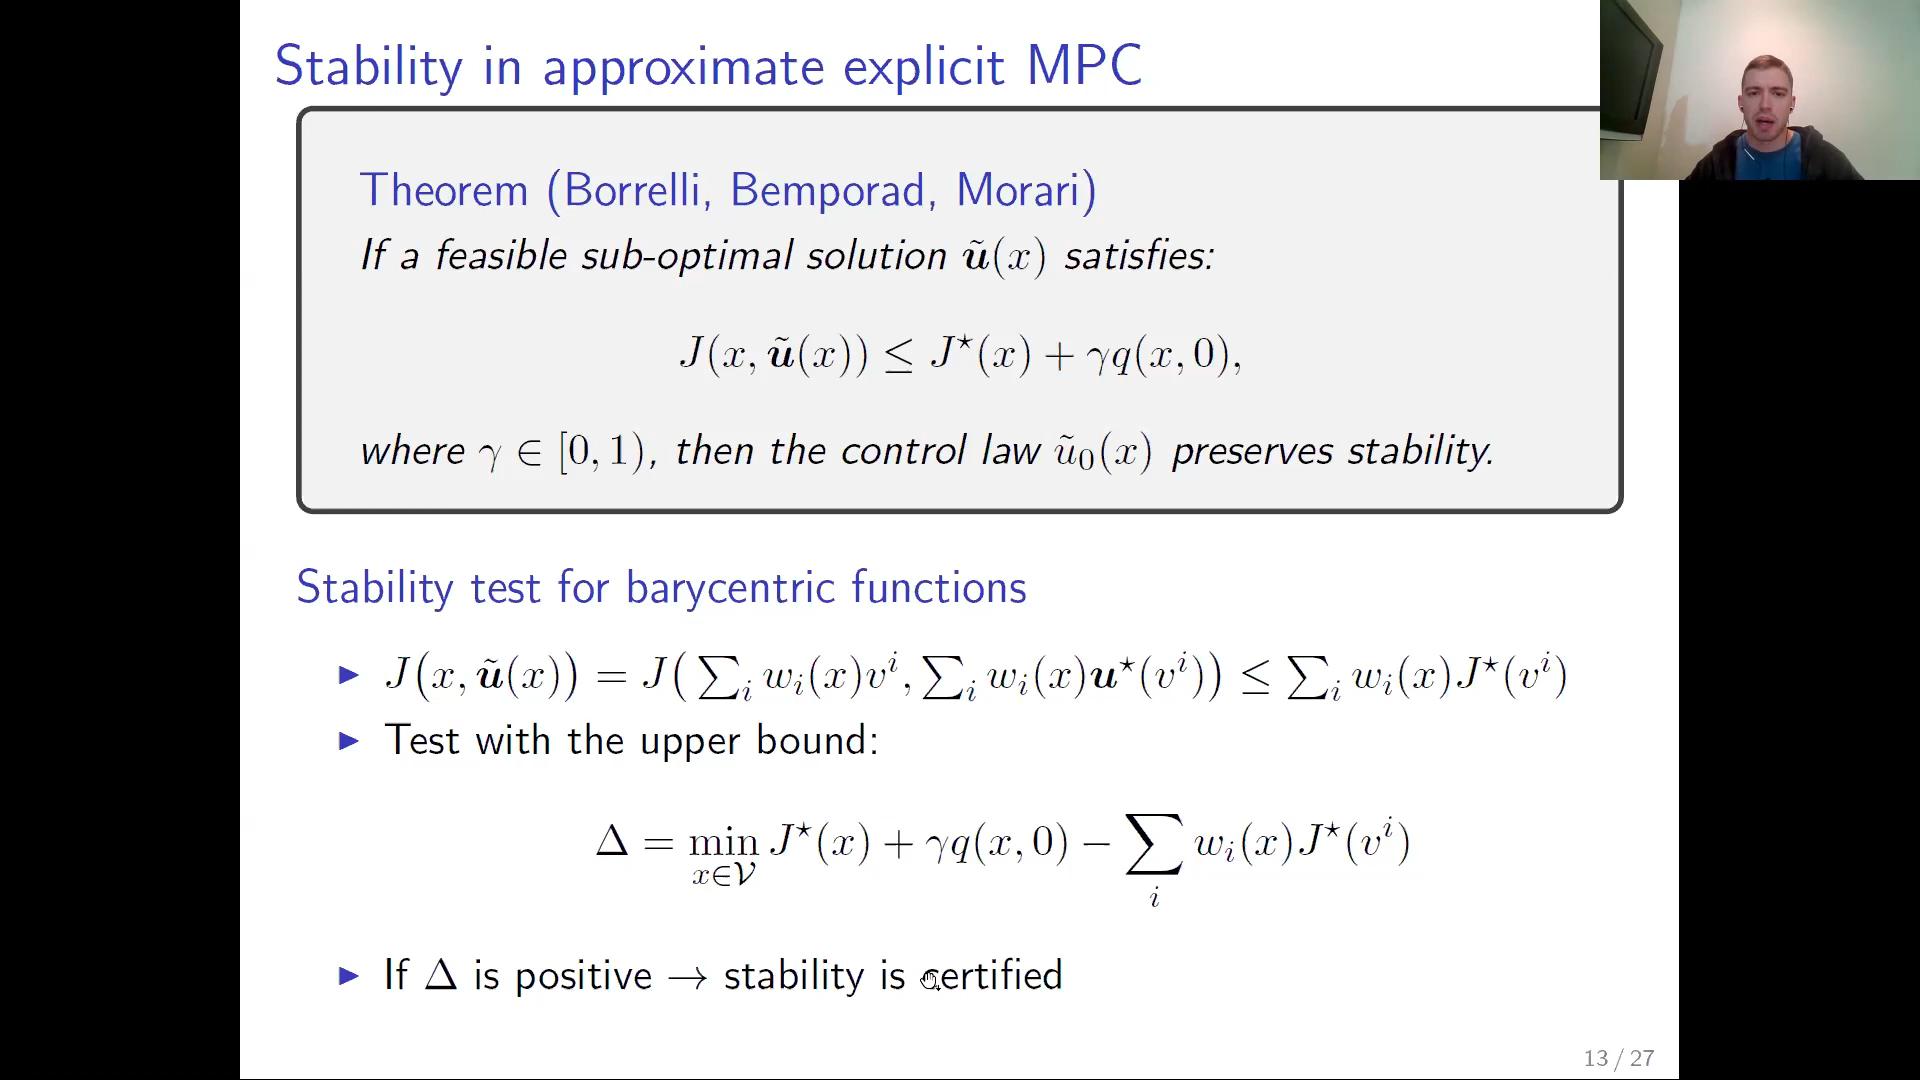 Stability in approximate explicit MPC
Theorem (Borrelli, Bemporad, Morari)
If a feasible sub-optimal solution ũ(x) satisfies:
J(x, ũ(x)) ≤ J⋆(x) + γq(x, 0),
where γ ∈ [0, 1), then the control law ũ₀(x) preserves stability.
Stability test for barycentric functions
▶ J(x, ũ(x)) = J(∑ᵢ wᵢ(x)vⁱ, ∑ᵢ wᵢ(x)u⋆(vⁱ)) ≤ ∑ᵢ wᵢ(x)J⋆(vⁱ)
▶ Test with the upper bound:
Δ = min_{x∈𝒱} J⋆(x) + γq(x, 0) − ∑ᵢ wᵢ(x)J⋆(vⁱ)
▶ If Δ is positive → stability is certified
13 / 27